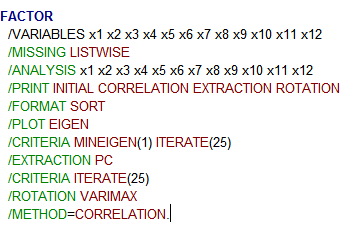 FACTOR
/VARIABLES x1 x2 x3 x4 x5 x6 x7 x8 x9 x10 x11 x12
/MISSING LISTWISE
/ANALYSIS x1 x2 x3 x4 x5 x6 x7 x8 x9 x10 x11 x12
/PRINT INITIAL CORRELATION EXTRACTION ROTATION
/FORMAT SORT
/PLOT EIGEN
/CRITERIA MINEIGEN(1) ITERATE(25)
/EXTRACTION PC
/CRITERIA ITERATE(25)
/ROTATION VARIMAX
/METHOD=CORRELATION.